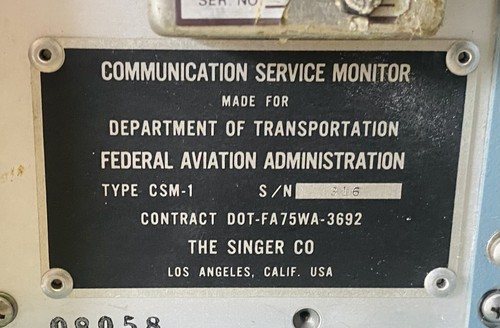 SER. NO.
COMMUNICATION SERVICE MONITOR
MADE FOR
DEPARTMENT OF TRANSPORTATION
FEDERAL AVIATION ADMINISTRATION
TYPE CSM-1 S/N
CONTRACT DOT-FA75WA-3692
THE SINGER CO
LOS ANGELES, CALIF. USA
08058